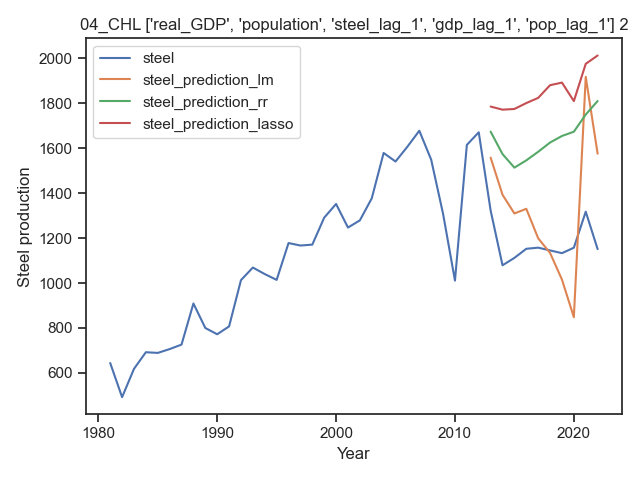 04_CHL ['real_GDP', 'population', 'steel_lag_1', 'gdp_lag_1', 'pop_lag_1'] 2
steel
steel_prediction_lm
steel_prediction_rr
steel_prediction_lasso
2000
1800
1600
1400
1200
1000
800
600
Steel production
1980
1990
2000
2010
2020
Year